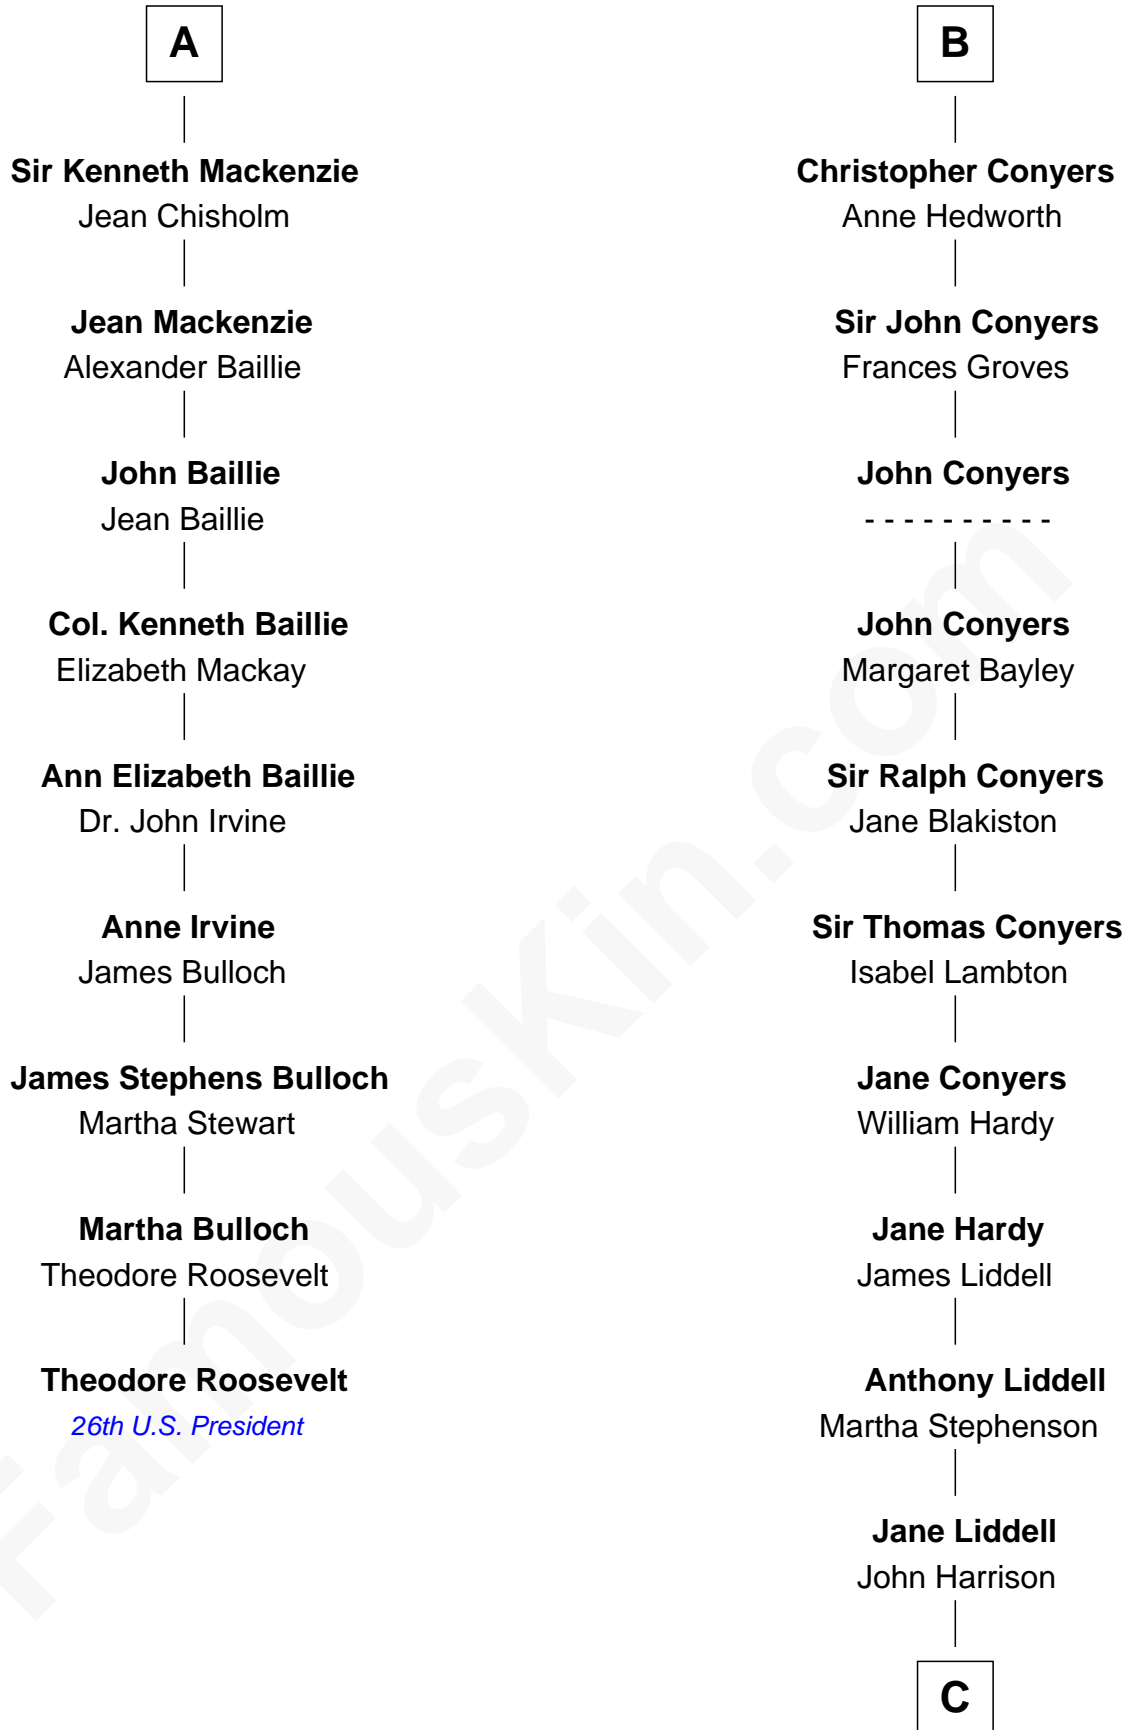 A
Sir Kenneth Mackenzie
Jean Chisholm
Jean Mackenzie
Alexander Baillie
John Baillie
Jean Baillie
Col. Kenneth Baillie
Elizabeth Mackay
Ann Elizabeth Baillie
Dr. John Irvine
Anne Irvine
James Bulloch
James Stephens Bulloch
Martha Stewart
Martha Bulloch
Theodore Roosevelt
Theodore Roosevelt
26th U.S. President
B
Christopher Conyers
Anne Hedworth
Sir John Conyers
Frances Groves
John Conyers
- - - - - - - - - -
John Conyers
Margaret Bayley
Sir Ralph Conyers
Jane Blakiston
Sir Thomas Conyers
Isabel Lambton
Jane Conyers
William Hardy
Jane Hardy
James Liddell
Anthony Liddell
Martha Stephenson
Jane Liddell
John Harrison
C
FamousKin.com